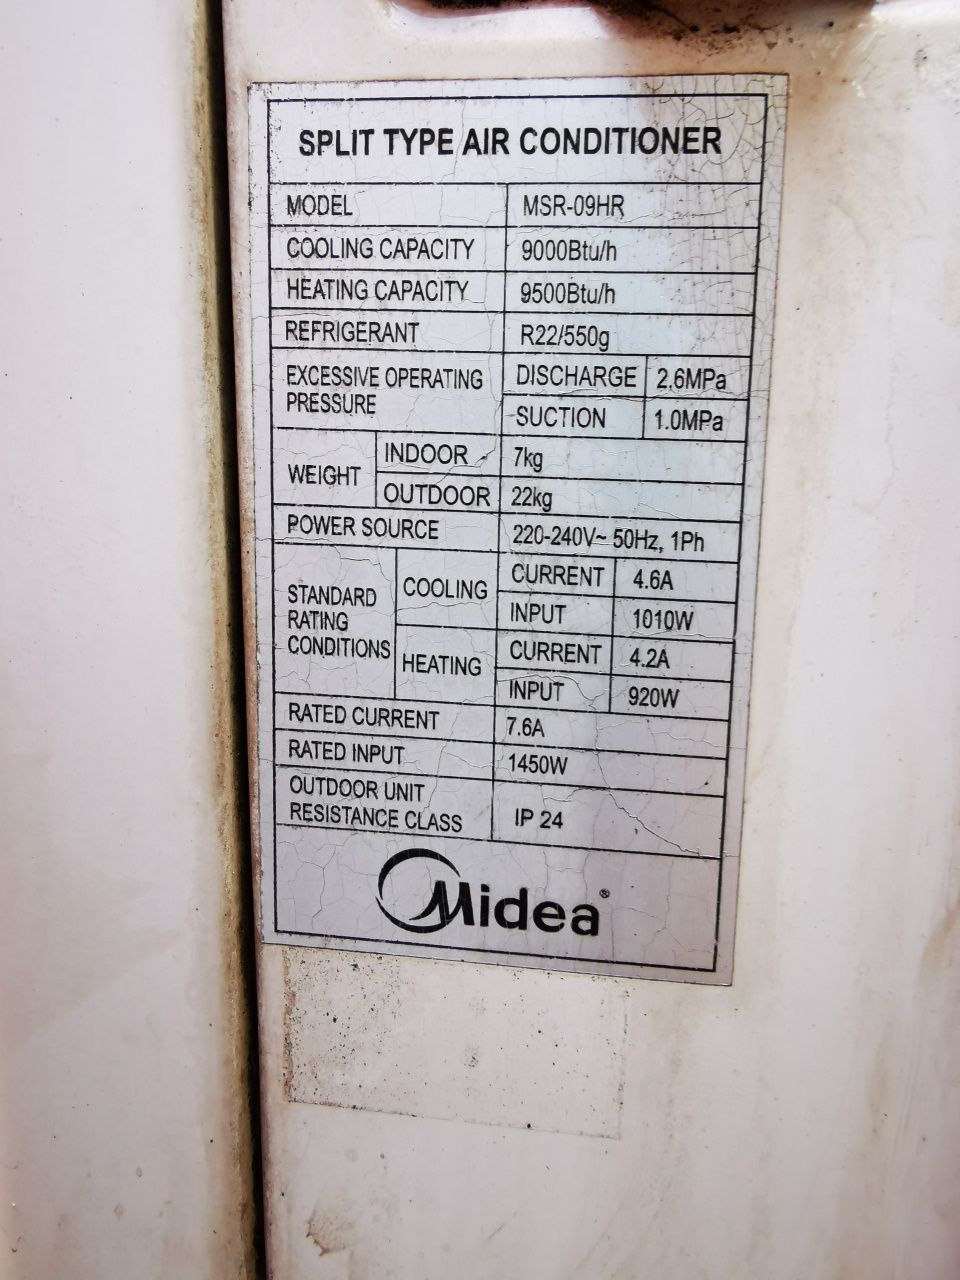 SPLIT TYPE AIR CONDITIONER
MODEL MSR-09HR
COOLING CAPACITY 9000Btu/h
HEATING CAPACITY 9500Btu/h
REFRIGERANT R22/550g
EXCESSIVE OPERATING PRESSURE DISCHARGE 2.6MPa
SUCTION 1.0MPa
WEIGHT INDOOR 7kg
OUTDOOR 22kg
POWER SOURCE 220-240V~ 50Hz, 1Ph
STANDARD RATING CONDITIONS COOLING CURRENT 4.6A
INPUT 1010W
HEATING CURRENT 4.2A
INPUT 920W
RATED CURRENT 7.6A
RATED INPUT 1450W
OUTDOOR UNIT
RESISTANCE CLASS IP 24
Midea®